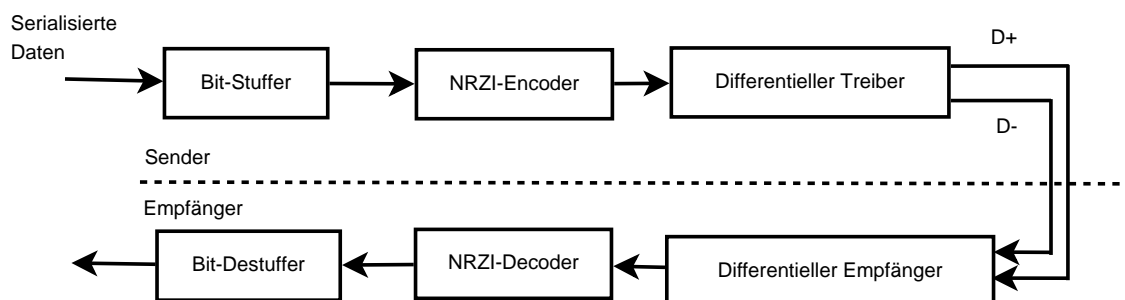 Serialisierte
Daten
Bit-Stuffer
NRZI-Encoder
Differentieller Treiber
D+
D-
Sender
Empfänger
Bit-Destuffer
NRZI-Decoder
Differentieller Empfänger